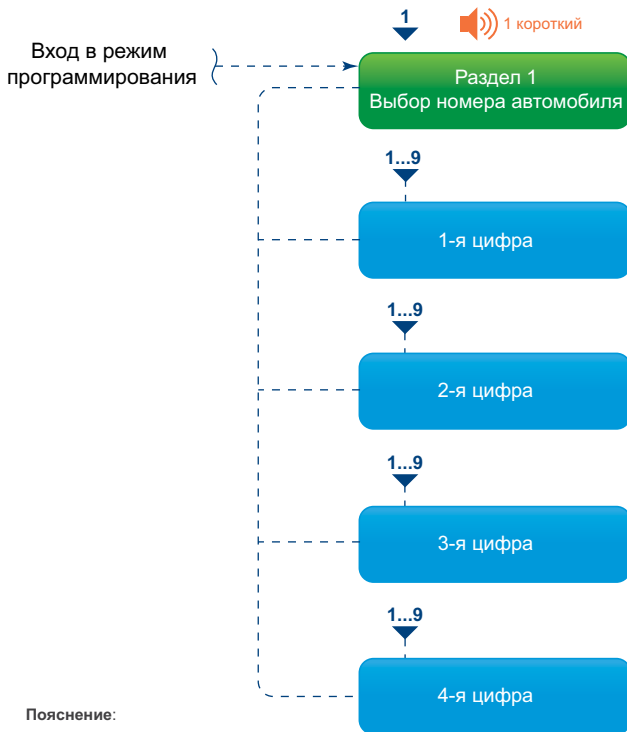 1
1 короткий
Вход в режим
программирования
Раздел 1
Выбор номера автомобиля
1...9
1-я цифра
1...9
2-я цифра
1...9
3-я цифра
1...9
4-я цифра
Пояснение: